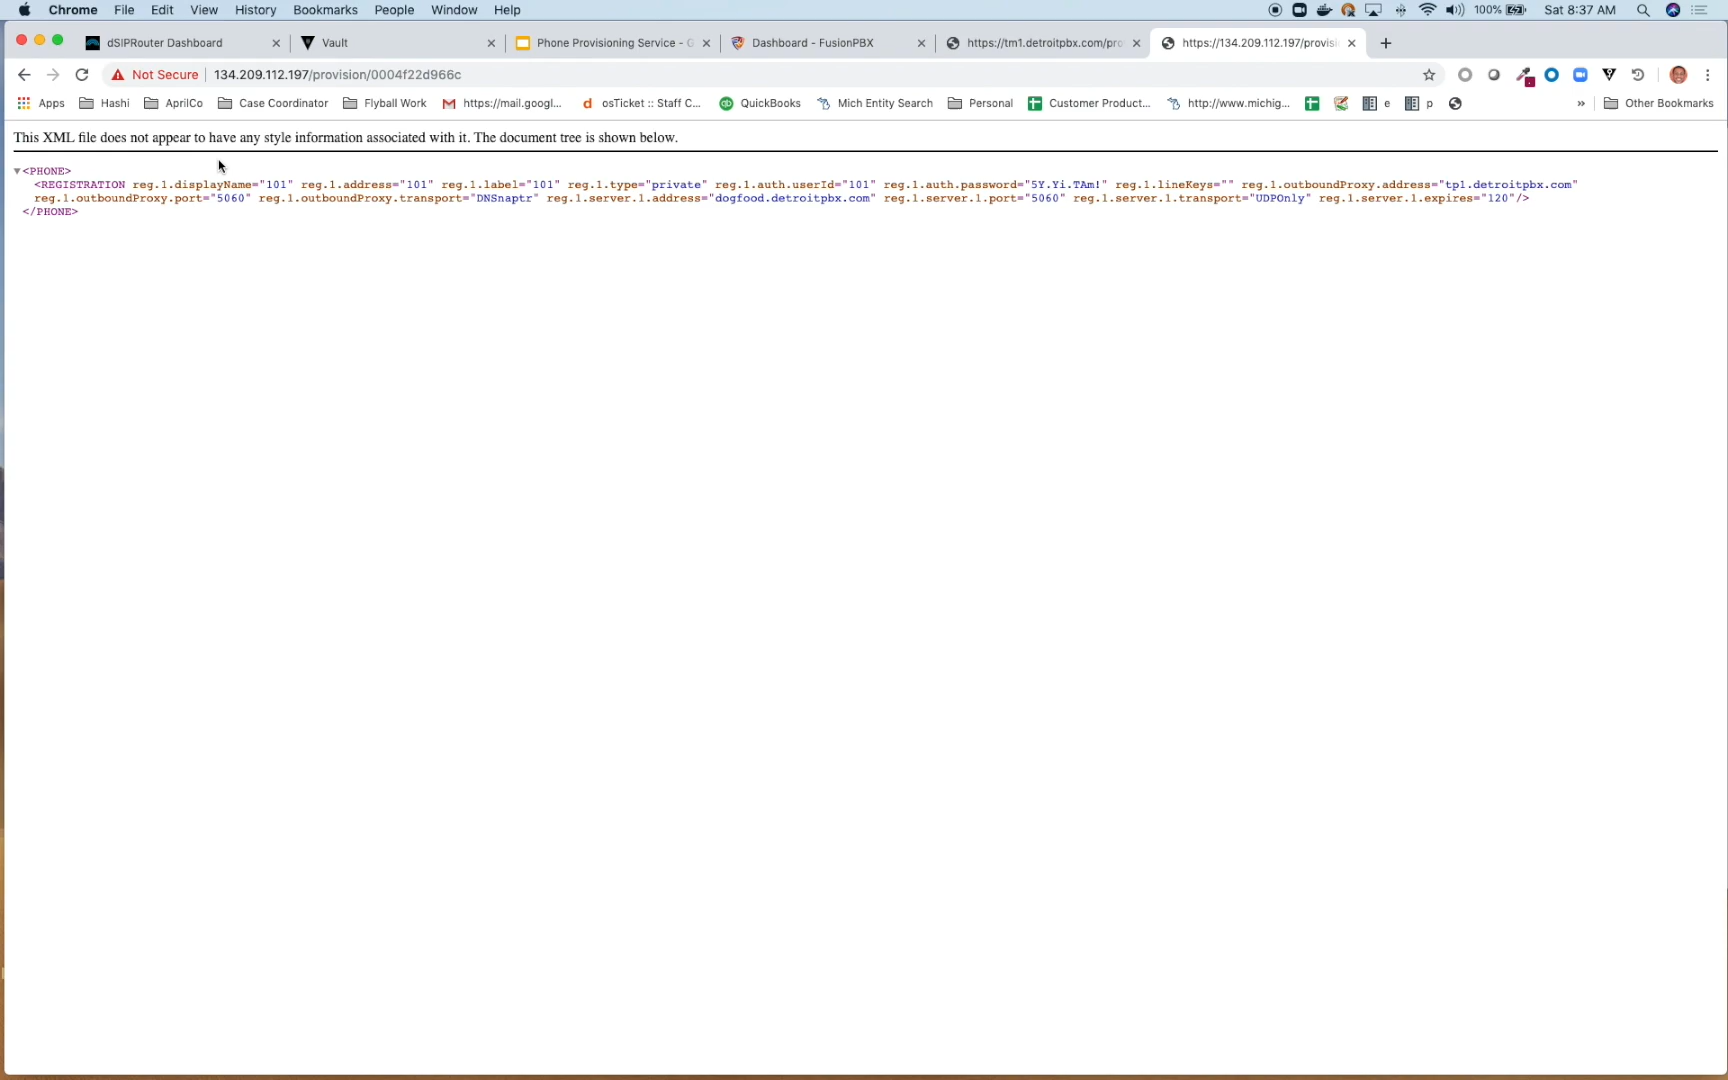 Chrome File Edit View History Bookmarks People Window Help 100% Sat 8:37 AM
dSIPRouter Dashboard Vault Phone Provisioning Service - G Dashboard - FusionPBX https://tm1.detroitpbx.com/pro https://134.209.112.197/provisi
Not Secure 134.209.112.197/provision/0004f22d966c
Apps Hashi AprilCo Case Coordinator Flyball Work https://mail.googl... osTicket :: Staff C... QuickBooks Mich Entity Search Personal Customer Product... http://www.michig... e p » Other Bookmarks
This XML file does not appear to have any style information associated with it. The document tree is shown below.
<PHONE>
<REGISTRATION reg.1.displayName="101" reg.1.address="101" reg.1.label="101" reg.1.type="private" reg.1.auth.userId="101" reg.1.auth.password="5Y.Yi.TAm!" reg.1.lineKeys="" reg.1.outboundProxy.address="tp1.detroitpbx.com"
reg.1.outboundProxy.port="5060" reg.1.outboundProxy.transport="DNSnaptr" reg.1.server.1.address="dogfood.detroitpbx.com" reg.1.server.1.port="5060" reg.1.server.1.transport="UDPOnly" reg.1.server.1.expires="120"/>
</PHONE>